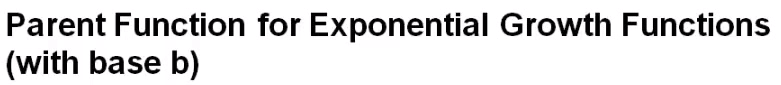 Parent Function for Exponential Growth Functions
(with base b)